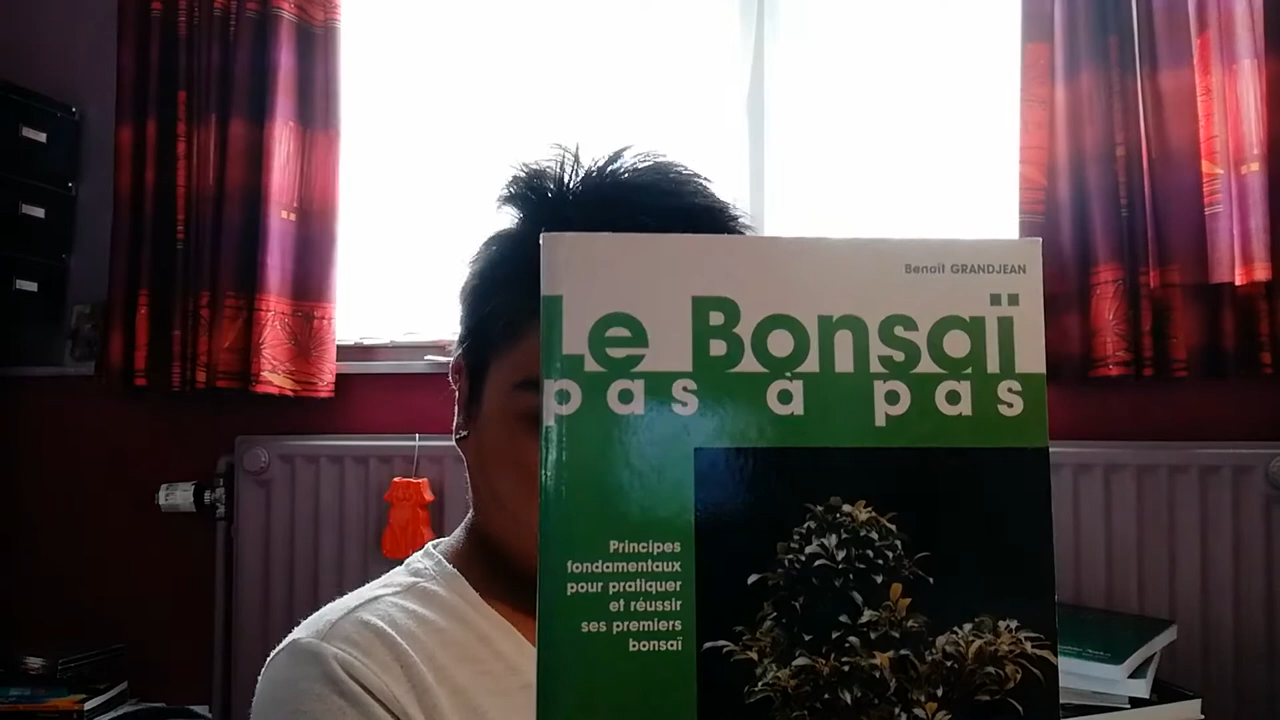 Benoît GRANDJEAN
Le Bonsaï
pas à pas
Principes
fondamentaux
pour pratiquer
et réussir
ses premiers
bonsaï